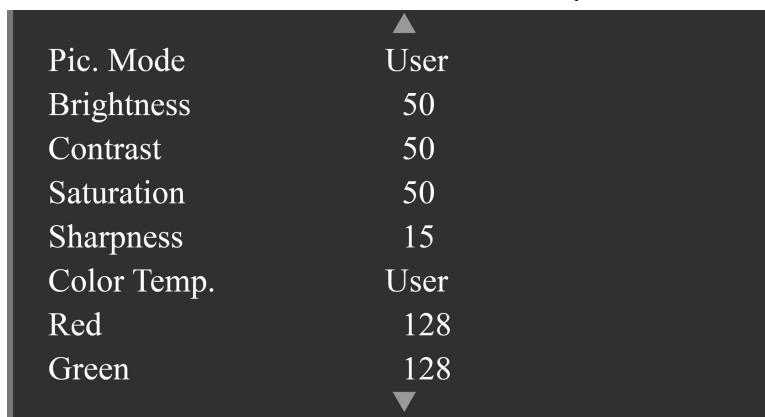 Pic. Mode User
Brightness 50
Contrast 50
Saturation 50
Sharpness 15
Color Temp. User
Red 128
Green 128